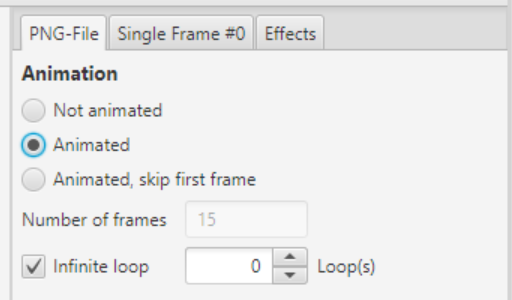 PNG-File Single Frame #0 Effects
Animation
Not animated
Animated
Animated, skip first frame
Number of frames 15
Infinite loop 0 Loop(s)